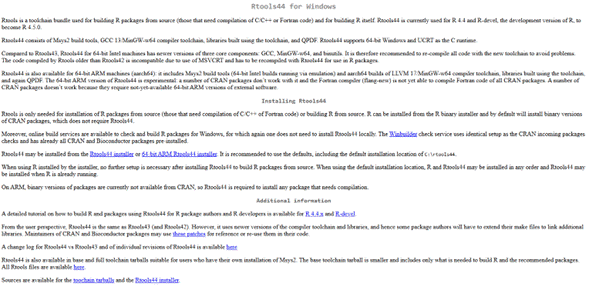 Rtools44 for Windows
Rtools is a toolchain bundle used for building R packages from source (those that need compilation of C/C++ or Fortran code) and for building R itself. Rtools44 is currently used for R 4.4 and R-devel, the development version of R, to
become R 4.5.0.
Rtools44 consists of Msys2 build tools, GCC 13/MinGW-w64 compiler toolchain, libraries built using the toolchain, and QPDF. Rtools44 supports 64-bit Windows and UCRT as the C runtime.
Compared to Rtools43, Rtools44 for 64-bit Intel machines has newer versions of three core components: GCC, MinGW-w64, and binutils. It is therefore recommended to re-compile all code with the new toolchain to avoid problems.
The code compiled by Rtools older than Rtools42 is incompatible due to use of MSVCRT and has to be recompiled with Rtools44 for use in R packages.
Rtools44 is also available for 64-bit ARM machines (aarch64): it includes Msys2 build tools (64-bit Intel builds running via emulation) and aarch64 builds of LLVM 17/MinGW-w64 compiler toolchain, libraries built using the toolchain,
and again QPDF. The 64-bit ARM version of Rtools44 is experimental: a number of CRAN packages don't work with it and the Fortran compiler (flang-new) is not yet able to compile Fortran code of all CRAN packages. A number of
CRAN packages doesn't work because they require not-yet-available 64-bit ARM versions of external software.
Installing Rtools44
Rtools is only needed for installation of R packages from source (those that need compilation of C/C++ of Fortran code) or building R from source. R can be installed from the R binary installer and by default will install binary versions
of CRAN packages, which does not require Rtools44.
Moreover, online build services are available to check and build R packages for Windows, for which again one does not need to install Rtools44 locally. The Winbuilder check service uses identical setup as the CRAN incoming packages
checks and has already all CRAN and Bioconductor packages pre-installed.
Rtools44 may be installed from the Rtools44 installer or 64-bit ARM Rtools44 installer. It is recommended to use the defaults, including the default installation location of C:\rtools44.
When using R installed by the installer, no further setup is necessary after installing Rtools44 to build R packages from source. When using the default installation location, R and Rtools44 may be installed in any order and Rtools44 may
be installed when R is already running.
On ARM, binary versions of packages are currently not available from CRAN, so Rtools44 is required to install any package that needs compilation.
Additional information
A detailed tutorial on how to build R and packages using Rtools44 for R package authors and R developers is available for R 4.4.x and R-devel.
From the user perspective, Rtools44 is the same as Rtools43 (and Rtools42). However, it uses newer versions of the compiler toolchain and libraries, and hence some package authors will have to extend their make files to link additional
libraries. Maintainers of CRAN and Bioconductor packages may use these patches for reference or re-use them in their code.
A change log for Rtools44 vs Rtools43 and of individual revisions of Rtools44 is available here
Rtools44 is also available in base and full toolchain tarballs suitable for users who have their own installation of Msys2. The base toolchain tarball is smaller and includes only what is needed to build R and the recommended packages.
All Rtools files are available here.
Sources are available for the toochain tarballs and the Rtools44 installer.